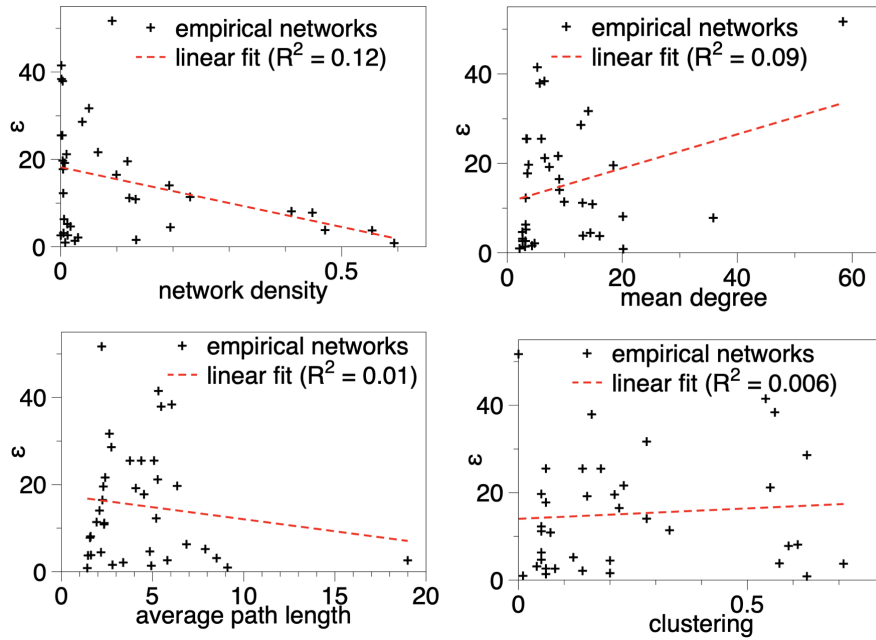 empirical networks
linear fit (R² = 0.12)
ε
40
20
0
0
0.5
network density
empirical networks
linear fit (R² = 0.09)
ε
40
20
0
0
20
40
60
mean degree
empirical networks
linear fit (R² = 0.01)
ε
40
20
0
0
5
10
15
20
average path length
empirical networks
linear fit (R² = 0.006)
ε
40
20
0
0
0.5
clustering